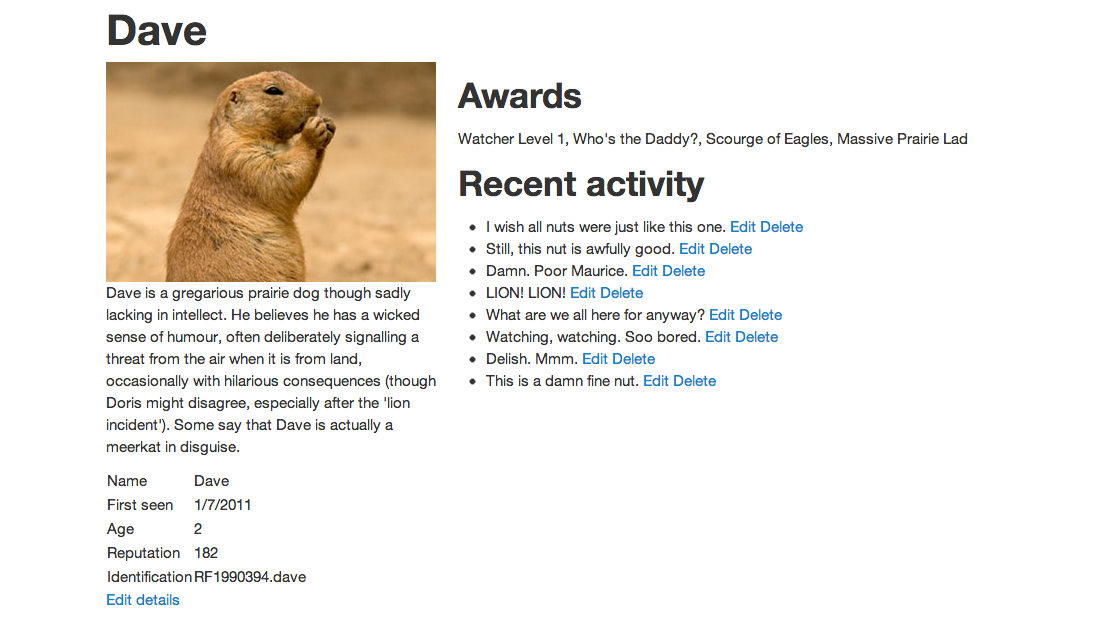 Dave
Dave is a gregarious prairie dog though sadly
lacking in intellect. He believes he has a wicked
sense of humour, often deliberately signalling a
threat from the air when it is from land,
occasionally with hilarious consequences (though
Doris might disagree, especially after the 'lion
incident'). Some say that Dave is actually a
meerkat in disguise.
Name Dave
First seen 1/7/2011
Age 2
Reputation 182
Identification RF1990394.dave
Edit details
Awards
Watcher Level 1, Who's the Daddy?, Scourge of Eagles, Massive Prairie Lad
Recent activity
• I wish all nuts were just like this one. Edit Delete
• Still, this nut is awfully good. Edit Delete
• Damn. Poor Maurice. Edit Delete
• LION! LION! Edit Delete
• What are we all here for anyway? Edit Delete
• Watching, watching. Soo bored. Edit Delete
• Delish. Mmm. Edit Delete
• This is a damn fine nut. Edit Delete